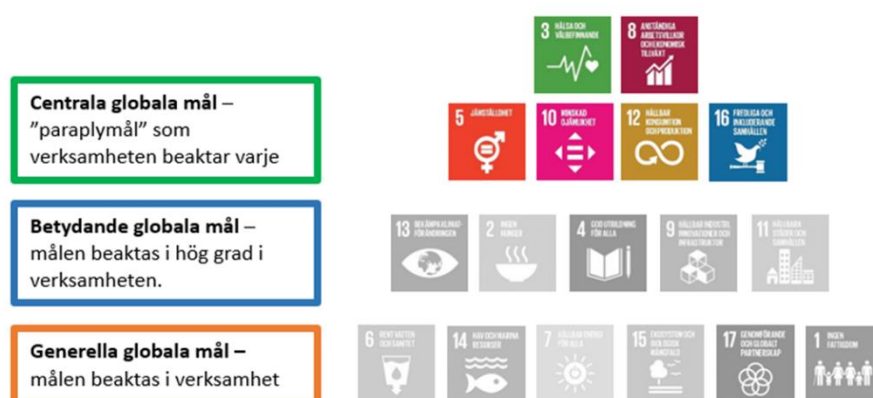 3 HÄLSA OCH
VÄLBEFINNANDE
8 ANSTÄNDIGA
ARBETSVILLKOR
OCH EKONOMISK
TILLVÄXT
Centrala globala mål –
”paraplymål” som
verksamheten beaktar varje
5 JÄMSTÄLLDHET
10 MINSKAD
OJÄMLIKHET
12 HÅLLBAR
KONSUMTION
OCH PRODUKTION
16 FREDLIGA OCH
INKLUDERANDE
SAMHÄLLEN
Betydande globala mål –
målen beaktas i hög grad i
verksamheten.
13 BEKÄMPA KLIMAT-
FÖRÄNDRINGEN
2 INGEN
HUNGER
4 GOD UTBILDNING
FÖR ALLA
9 HÅLLBAR INDUSTRI,
INNOVATIONER OCH
INFRASTRUKTUR
11 HÅLLBARA
STÄDER OCH
SAMHÄLLEN
Generella globala mål –
målen beaktas i verksamhet
6 RENT VATTEN
OCH SANITET
14 HAV OCH MARINA
RESURSER
7 HÅLLBAR ENERGI
FÖR ALLA
15 EKOSYSTEM OCH
BIOLOGISK
MÅNGFALD
17 GENOMFÖRANDE
OCH GLOBALT
PARTNERSKAP
1 INGEN
FATTIGDOM